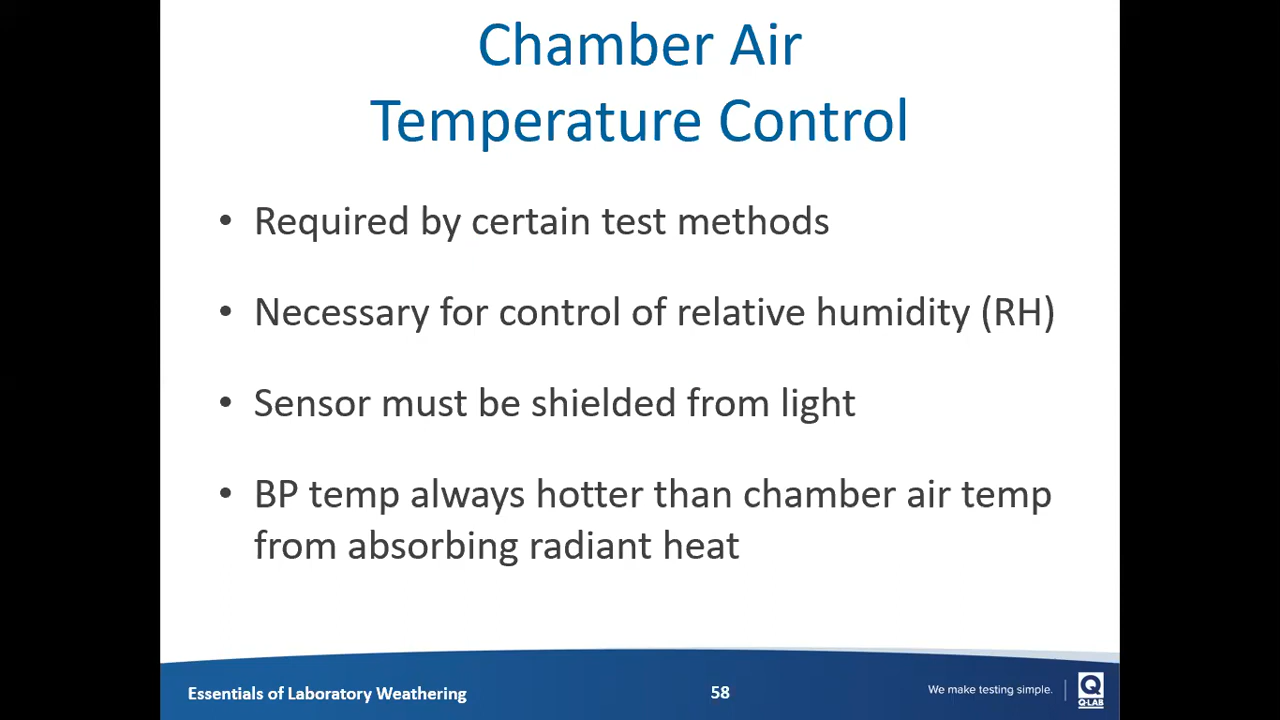 Chamber Air
Temperature Control
• Required by certain test methods
• Necessary for control of relative humidity (RH)
• Sensor must be shielded from light
• BP temp always hotter than chamber air temp
from absorbing radiant heat
Essentials of Laboratory Weathering
58
We make testing simple.
Q
Q-LAB